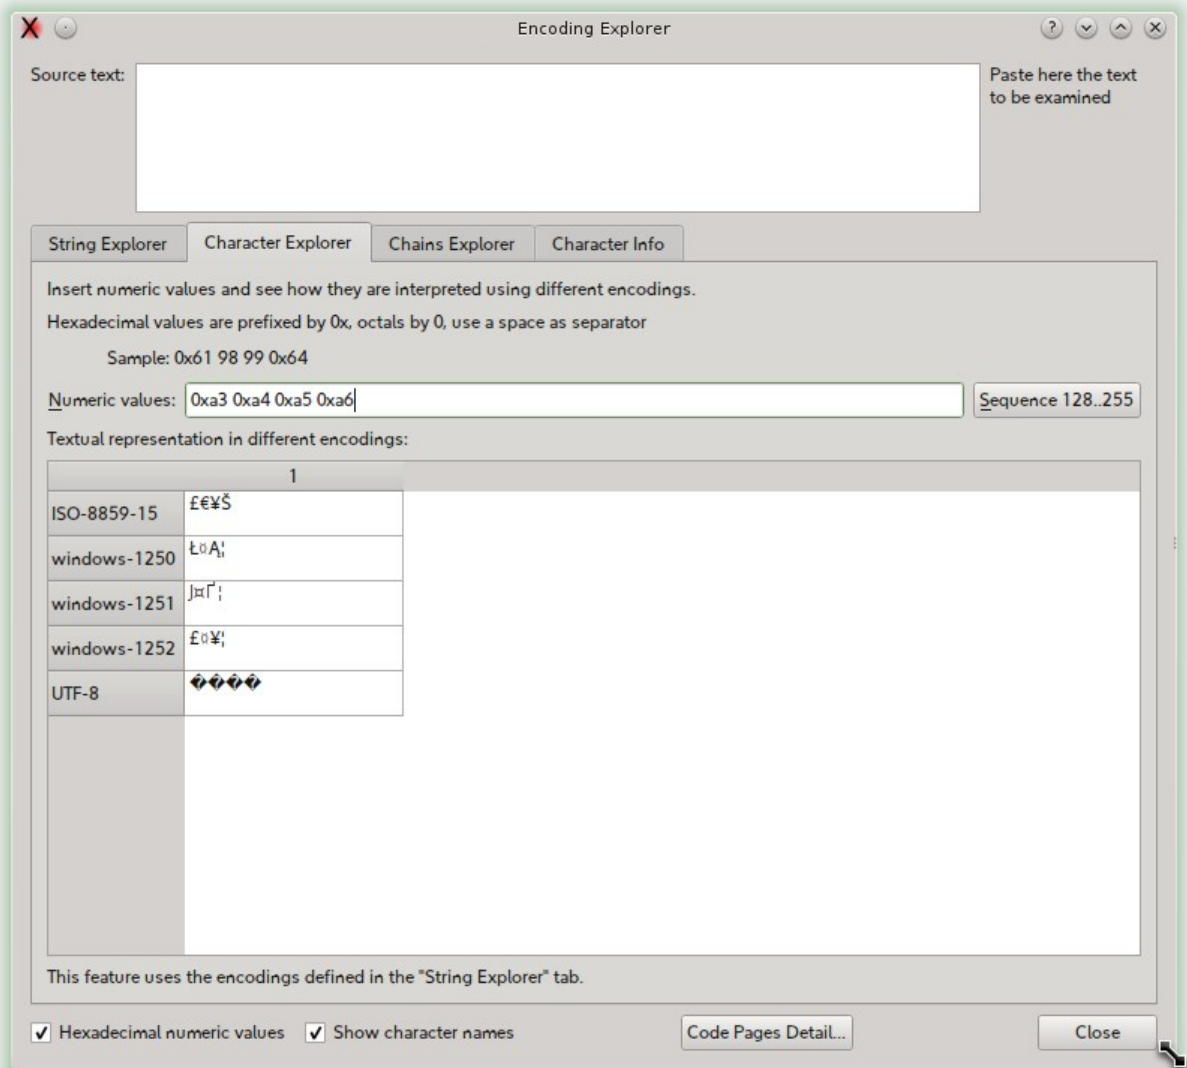 Encoding Explorer
Source text:
Paste here the text
to be examined
String Explorer Character Explorer Chains Explorer Character Info
Insert numeric values and see how they are interpreted using different encodings.
Hexadecimal values are prefixed by 0x, octals by 0, use a space as separator
Sample: 0x61 98 99 0x64
Numeric values: 0xa3 0xa4 0xa5 0xa6 Sequence 128..255
Textual representation in different encodings:
1
ISO-8859-15 £€¥Š
windows-1250 Ł¤Ą¦
windows-1251 Ј¤Ґ¦
windows-1252 £¤¥¦
UTF-8 ����
This feature uses the encodings defined in the "String Explorer" tab.
Hexadecimal numeric values Show character names Code Pages Detail... Close